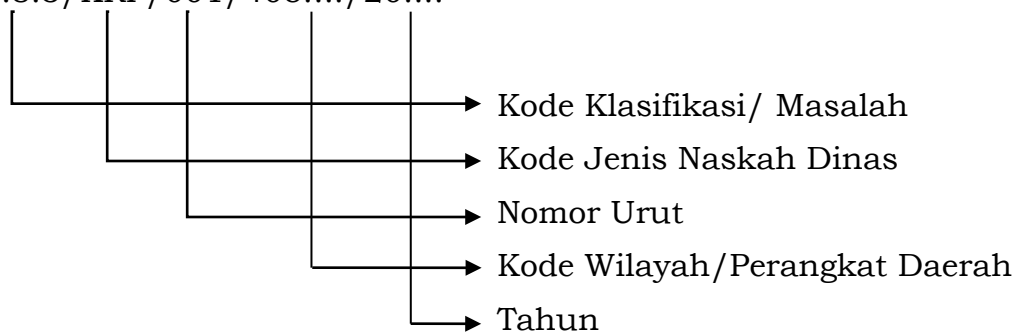 Kode Klasifikasi/ Masalah
Kode Jenis Naskah Dinas
Nomor Urut
Kode Wilayah/Perangkat Daerah
Tahun